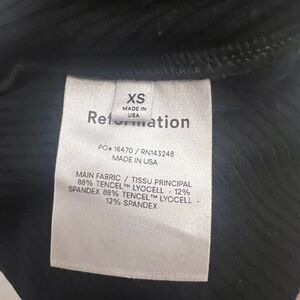 XS
MADE IN
USA
Reformation
PO# 16470 / RN143248
MADE IN USA
MAIN FABRIC / TISSU PRINCIPAL
88% TENCEL™ LYOCELL - 12%
SPANDEX 88% TENCEL™ LYOCELL -
12% SPANDEX